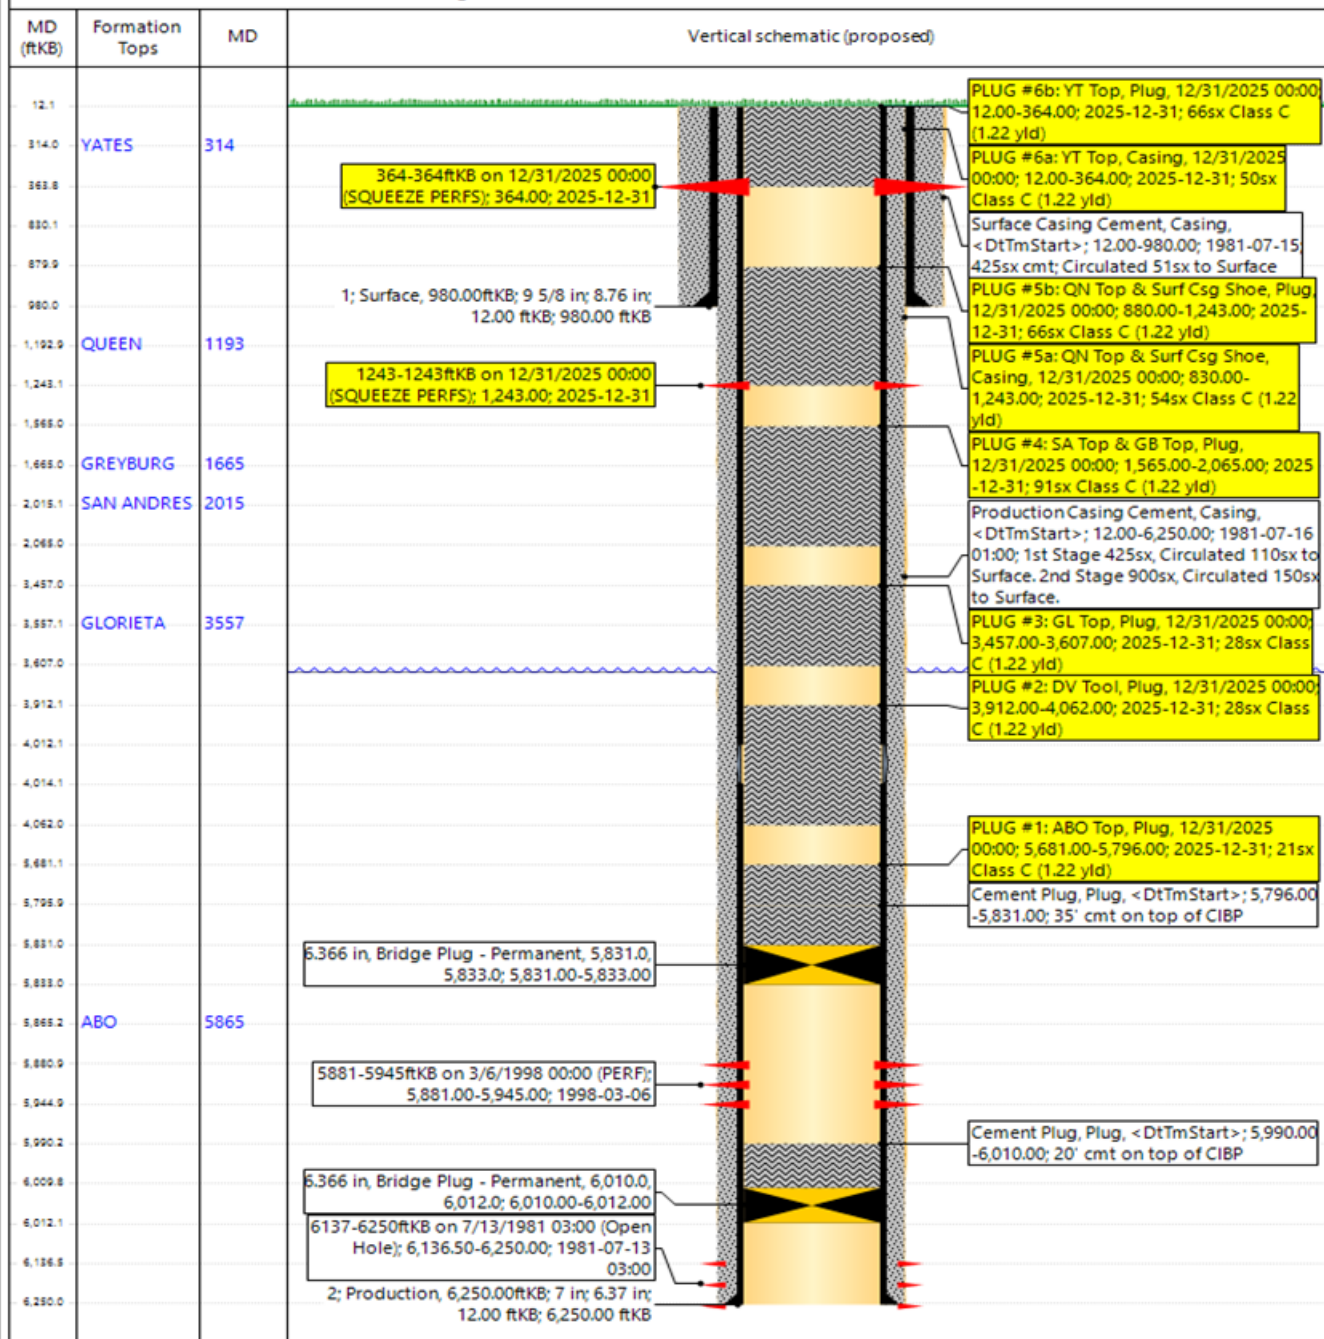 MD
(ftKB)
Formation
Tops
MD
Vertical schematic (proposed)
12.1
314.0
363.8
830.1
879.9
980.0
1,192.9
1,243.1
1,565.0
1,665.0
2,015.1
2,065.0
3,457.0
3,557.1
3,607.0
3,912.1
4,012.1
4,014.1
4,062.0
5,681.1
5,795.9
5,831.0
5,833.0
5,865.2
5,880.9
5,944.9
5,990.2
6,009.8
6,012.1
6,136.5
6,250.0
YATES 314
QUEEN 1193
GREYBURG 1665
SAN ANDRES 2015
GLORIETA 3557
ABO 5865
364-364ftKB on 12/31/2025 00:00
(SQUEEZE PERFS); 364.00; 2025-12-31
1; Surface, 980.00ftKB; 9 5/8 in; 8.76 in;
12.00 ftKB; 980.00 ftKB
1243-1243ftKB on 12/31/2025 00:00
(SQUEEZE PERFS); 1,243.00; 2025-12-31
6.366 in, Bridge Plug - Permanent, 5,831.0,
5,833.0; 5,831.00-5,833.00
5881-5945ftKB on 3/6/1998 00:00 (PERF);
5,881.00-5,945.00; 1998-03-06
6.366 in, Bridge Plug - Permanent, 6,010.0,
6,012.0; 6,010.00-6,012.00
6137-6250ftKB on 7/13/1981 03:00 (Open
Hole); 6,136.50-6,250.00; 1981-07-13
03:00
2; Production, 6,250.00ftKB; 7 in; 6.37 in;
12.00 ftKB; 6,250.00 ftKB
PLUG #6b: YT Top, Plug, 12/31/2025 00:00;
12.00-364.00; 2025-12-31; 66sx Class C
(1.22 yld)
PLUG #6a: YT Top, Casing, 12/31/2025
00:00; 12.00-364.00; 2025-12-31; 50sx
Class C (1.22 yld)
Surface Casing Cement, Casing,
<DtTmStart>; 12.00-980.00; 1981-07-15;
425sx cmt; Circulated 51sx to Surface
PLUG #5b: QN Top & Surf Csg Shoe, Plug,
12/31/2025 00:00; 880.00-1,243.00; 2025-
12-31; 66sx Class C (1.22 yld)
PLUG #5a: QN Top & Surf Csg Shoe,
Casing, 12/31/2025 00:00; 830.00-
1,243.00; 2025-12-31; 54sx Class C (1.22
yld)
PLUG #4: SA Top & GB Top, Plug,
12/31/2025 00:00; 1,565.00-2,065.00; 2025
-12-31; 91sx Class C (1.22 yld)
Production Casing Cement, Casing,
<DtTmStart>; 12.00-6,250.00; 1981-07-16
01:00; 1st Stage 425sx, Circulated 110sx to
Surface. 2nd Stage 900sx, Circulated 150sx
to Surface.
PLUG #3: GL Top, Plug, 12/31/2025 00:00;
3,457.00-3,607.00; 2025-12-31; 28sx Class
C (1.22 yld)
PLUG #2: DV Tool, Plug, 12/31/2025 00:00;
3,912.00-4,062.00; 2025-12-31; 28sx Class
C (1.22 yld)
PLUG #1: ABO Top, Plug, 12/31/2025
00:00; 5,681.00-5,796.00; 2025-12-31; 21sx
Class C (1.22 yld)
Cement Plug, Plug, <DtTmStart>; 5,796.00
-5,831.00; 35' cmt on top of CIBP
Cement Plug, Plug, <DtTmStart>; 5,990.00
-6,010.00; 20' cmt on top of CIBP